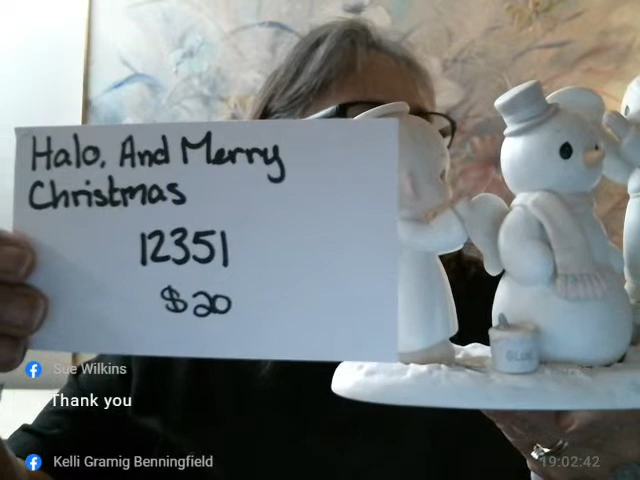 Halo, And Merry
Christmas
12351
$20
Sue Wilkins
Thank you
Kelli Gramig Benningfield
19:02:42